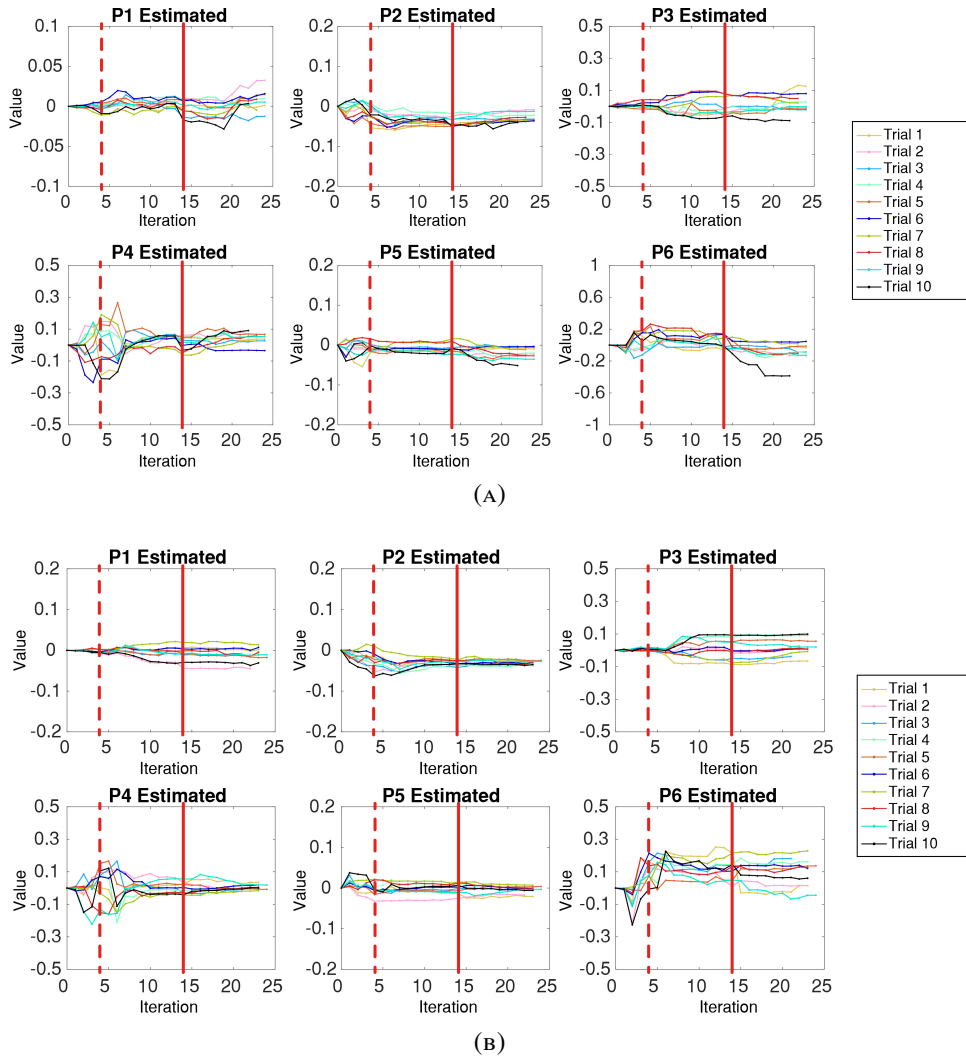 P1 Estimated
P2 Estimated
P3 Estimated
0.1
0.05
0
-0.05
-0.1
Value
0 5 10 15 20 25
Iteration
0.2
0.1
0
-0.1
-0.2
Value
0 5 10 15 20 25
Iteration
0.5
0.3
0.1
-0.1
-0.3
-0.5
Value
0 5 10 15 20 25
Iteration
Trial 1
Trial 2
Trial 3
Trial 4
Trial 5
Trial 6
Trial 7
Trial 8
Trial 9
Trial 10
P4 Estimated
P5 Estimated
P6 Estimated
0.5
0.3
0.1
-0.1
-0.3
-0.5
Value
0 5 10 15 20 25
Iteration
0.2
0.1
0
-0.1
-0.2
Value
0 5 10 15 20 25
Iteration
1
0.6
0.2
-0.2
-0.6
-1
Value
0 5 10 15 20 25
Iteration
(A)
P1 Estimated
P2 Estimated
P3 Estimated
0.2
0.1
0
-0.1
-0.2
Value
0 5 10 15 20 25
Iteration
0.2
0.1
0
-0.1
-0.2
Value
0 5 10 15 20 25
Iteration
0.5
0.3
0.1
-0.1
-0.3
-0.5
Value
0 5 10 15 20 25
Iteration
Trial 1
Trial 2
Trial 3
Trial 4
Trial 5
Trial 6
Trial 7
Trial 8
Trial 9
Trial 10
P4 Estimated
P5 Estimated
P6 Estimated
0.5
0.3
0.1
-0.1
-0.3
-0.5
Value
0 5 10 15 20 25
Iteration
0.2
0.1
0
-0.1
-0.2
Value
0 5 10 15 20 25
Iteration
0.5
0.3
0.1
-0.1
-0.3
-0.5
Value
0 5 10 15 20 25
Iteration
(B)